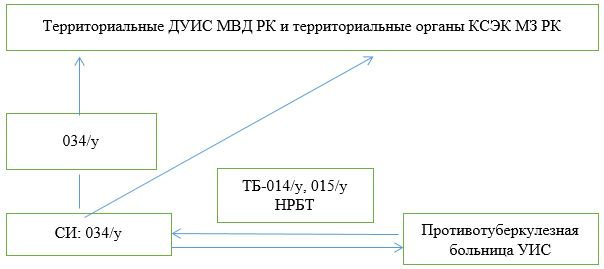 Территориальные ДУИС МВД РК и территориальные органы КСЭК МЗ РК
034/у
ТБ-014/у, 015/у
НРБТ
СИ: 034/у
Противотуберкулезная
больница УИС